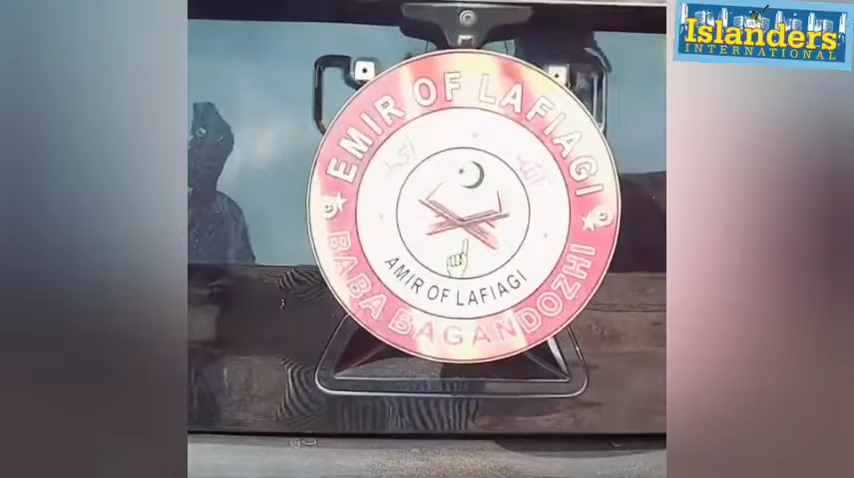 Islanders
INTERNATIONAL
EMIR OF LAFIAGI
AMIR OF LAFIAGI
BABA BAGANDOZHI